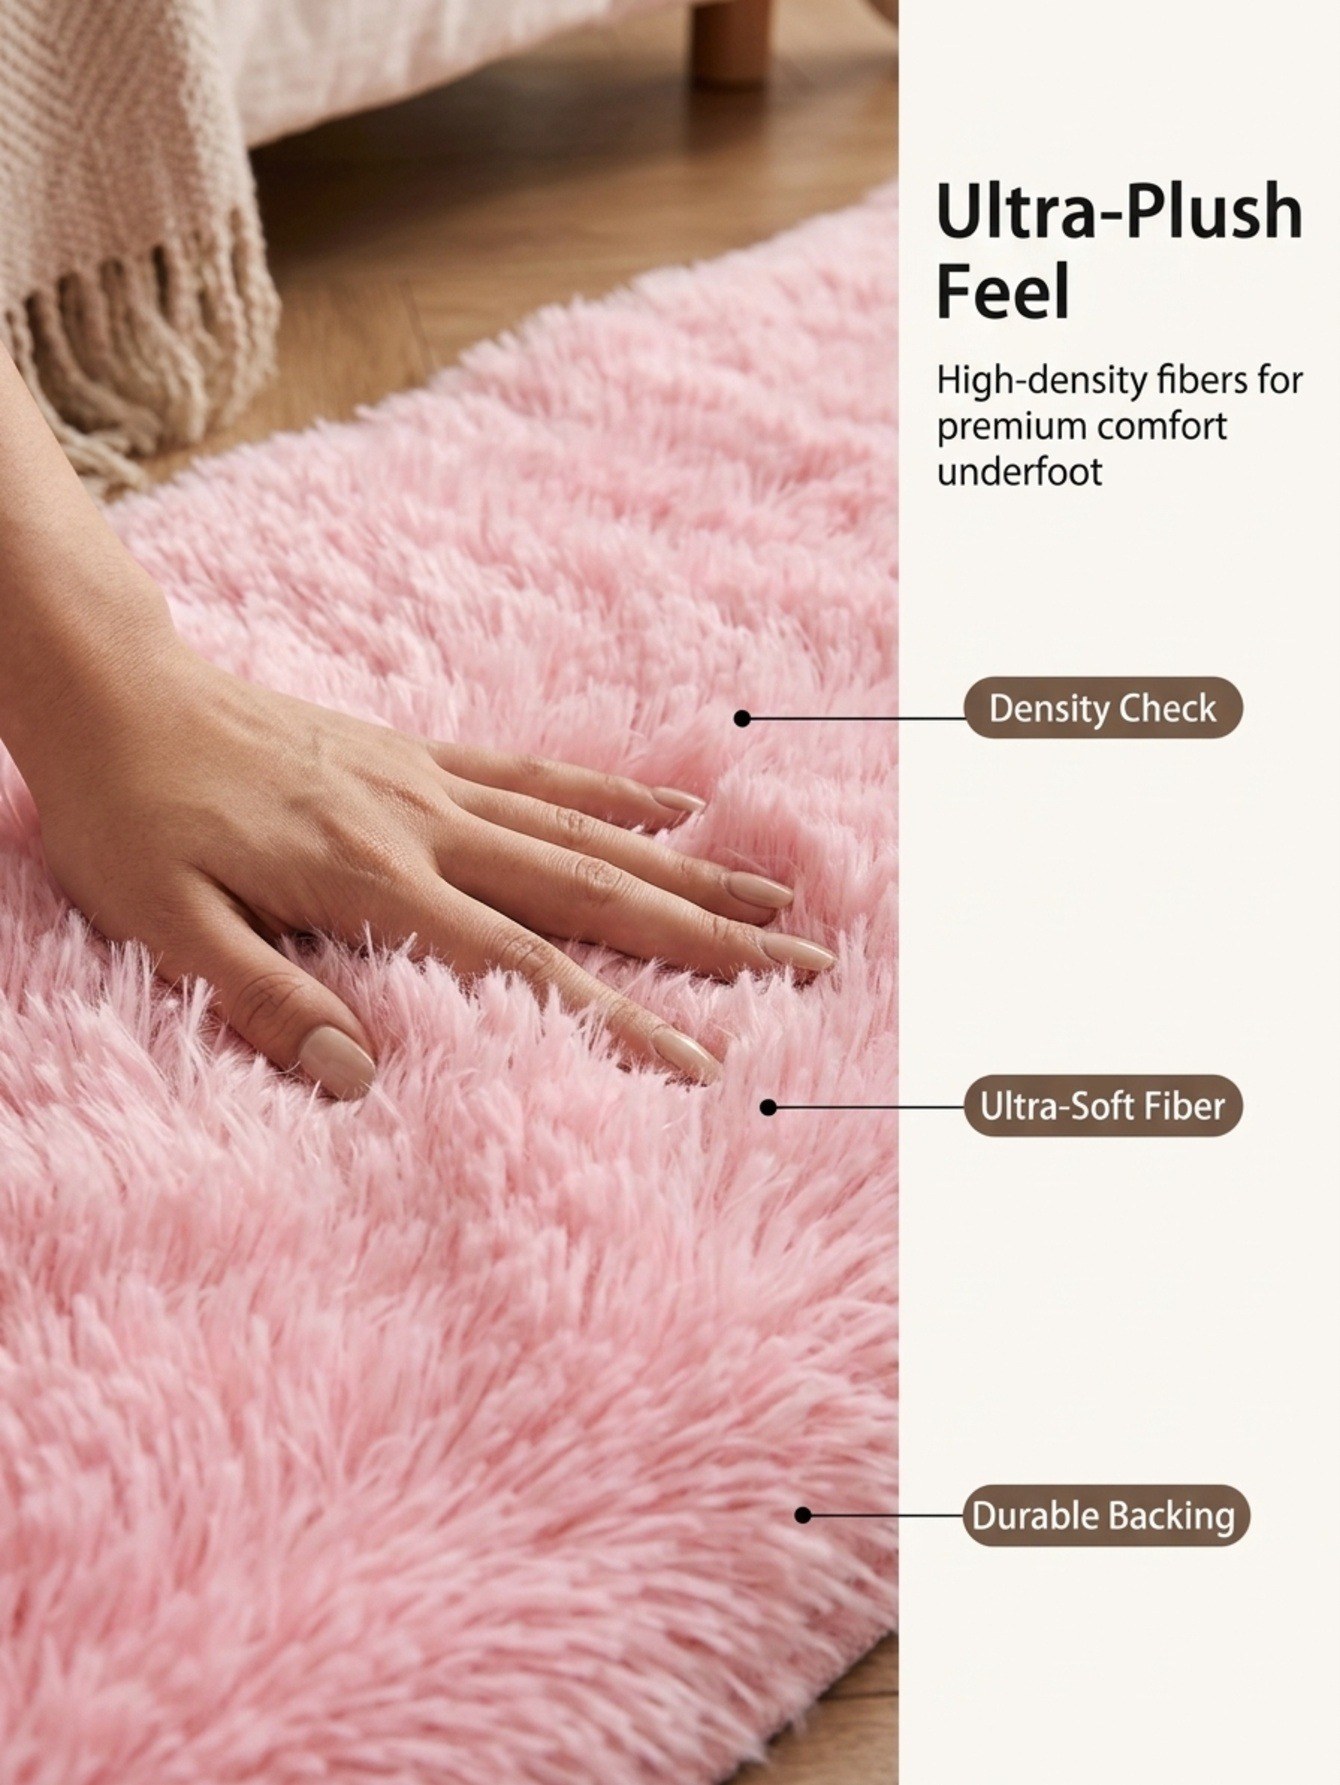 Ultra-Plush
Feel
High-density fibers for
premium comfort
underfoot
Density Check
Ultra-Soft Fiber
Durable Backing